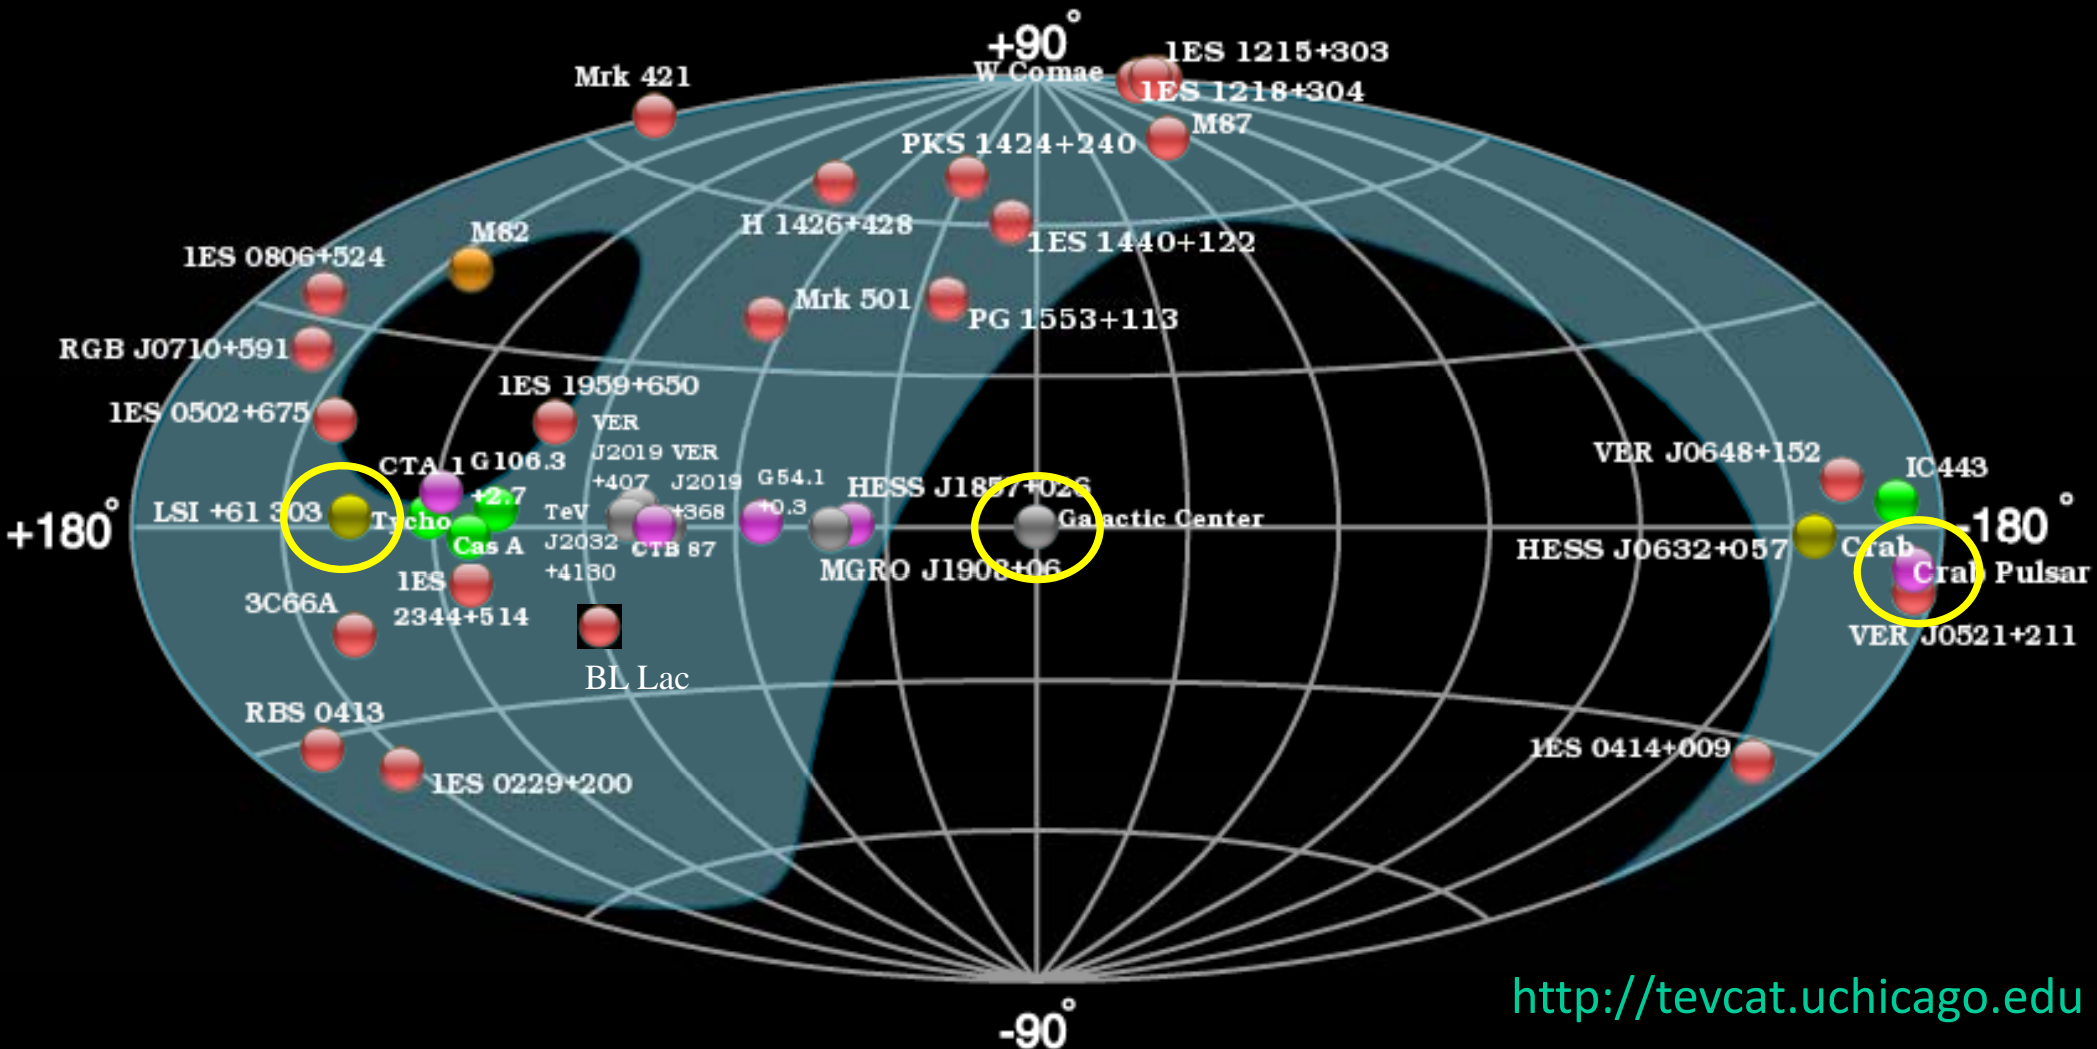 +90°
1ES 1215+303
W Comae
Mrk 421
1ES 1218+304
M87
PKS 1424+240
H 1426+428
M82
1ES 1440+122
1ES 0806+524
Mrk 501
PG 1553+113
RGB J0710+591
1ES 1959+650
1ES 0502+675
VER
J2019
+407
VER
J2019
+368
VER J0648+152
CTA 1
G106.3
+2.7
G54.1
+0.3
IC443
HESS J1857+026
LSI +61 303
Tycho
TeV
J2032
+4130
Galactic Center
+180°
-180°
Cas A
CTB 87
HESS J0632+057
Crab
MGRO J1908+06
Crab Pulsar
1ES
2344+514
3C66A
VER J0521+211
BL Lac
RBS 0413
1ES 0414+009
1ES 0229+200
http://tevcat.uchicago.edu
-90°